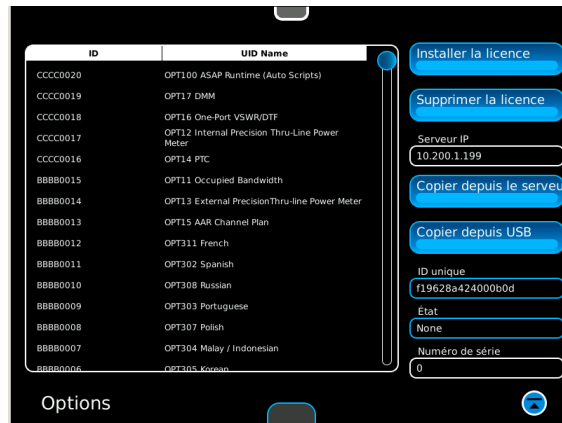 ID UID Name
CCCC0020 OPT100 ASAP Runtime (Auto Scripts)
CCCC0019 OPT17 DMM
CCCC0018 OPT16 One-Port VSWR/DTF
CCCC0017 OPT12 Internal Precision Thru-Line Power
Meter
CCCC0016 OPT14 PTC
BBBB0015 OPT11 Occupied Bandwidth
BBBB0014 OPT13 External PrecisionThru-line Power Meter
BBBB0013 OPT15 AAR Channel Plan
BBBB0012 OPT311 French
BBBB0011 OPT302 Spanish
BBBB0010 OPT308 Russian
BBBB0009 OPT303 Portuguese
BBBB0008 OPT307 Polish
BBBB0007 OPT304 Malay / Indonesian
BBBB0006 OPT305 Korean
Installer la licence
Supprimer la licence
Serveur IP
10.200.1.199
Copier depuis le serveu
Copier depuis USB
ID unique
f19628a424000b0d
État
None
Numéro de série
0
Options